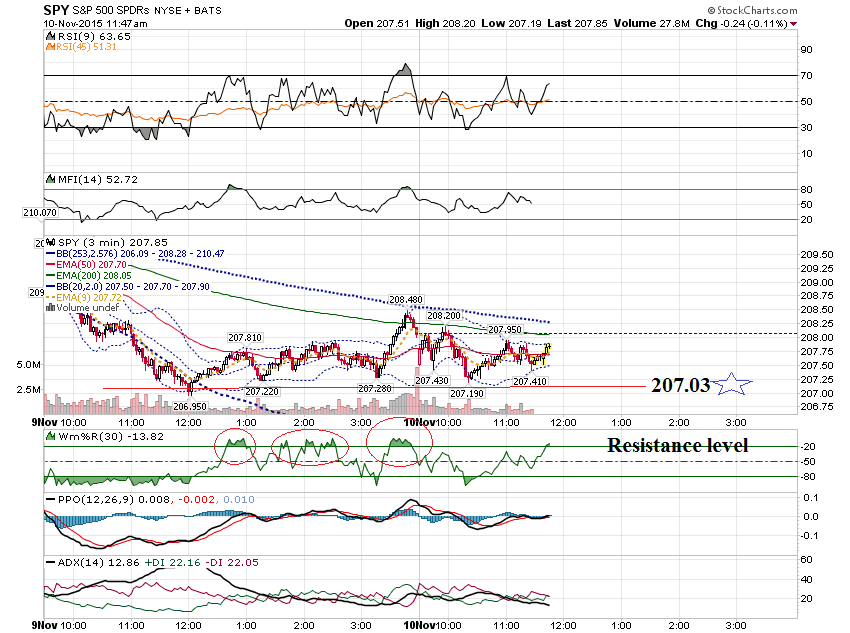 SPY S&P 500 SPDRs NYSE + BATS
© StockCharts.com
10-Nov-2015 11:47am
Open 207.51 High 208.20 Low 207.19 Last 207.85 Volume 27.8M Chg -0.24 (-0.11%)
RSI(9) 63.65
RSI(45) 51.31
90
70
50
30
10
MFI(14) 52.72
80
50
20
210.070
SPY (3 min) 207.85
BB(253,2.576) 206.09 - 208.28 - 210.47
EMA(50) 207.70
EMA(200) 208.05
BB(20,2.0) 207.50 - 207.70 - 207.90
EMA(9) 207.72
Volume undef
209.50
209.25
209.00
208.75
208.50
208.25
208.00
207.75
207.50
207.25
207.00
206.75
5.0M
2.5M
208.480
208.200
207.950
207.810
207.430
207.410
207.280
207.220
207.190
206.950
207.03
9Nov 10:00 11:00 12:00 1:00 2:00 3:00 10Nov 10:00 11:00 12:00 1:00 2:00 3:00
Wm%R(30) -13.82
Resistance level
-20
-50
-80
PPO(12,26,9) 0.008, -0.002, 0.010
0.1
0.0
-0.1
ADX(14) 12.86 +DI 22.16 -DI 22.05
60
40
20
9Nov 10:00 11:00 12:00 1:00 2:00 3:00 10Nov 10:00 11:00 12:00 1:00 2:00 3:00